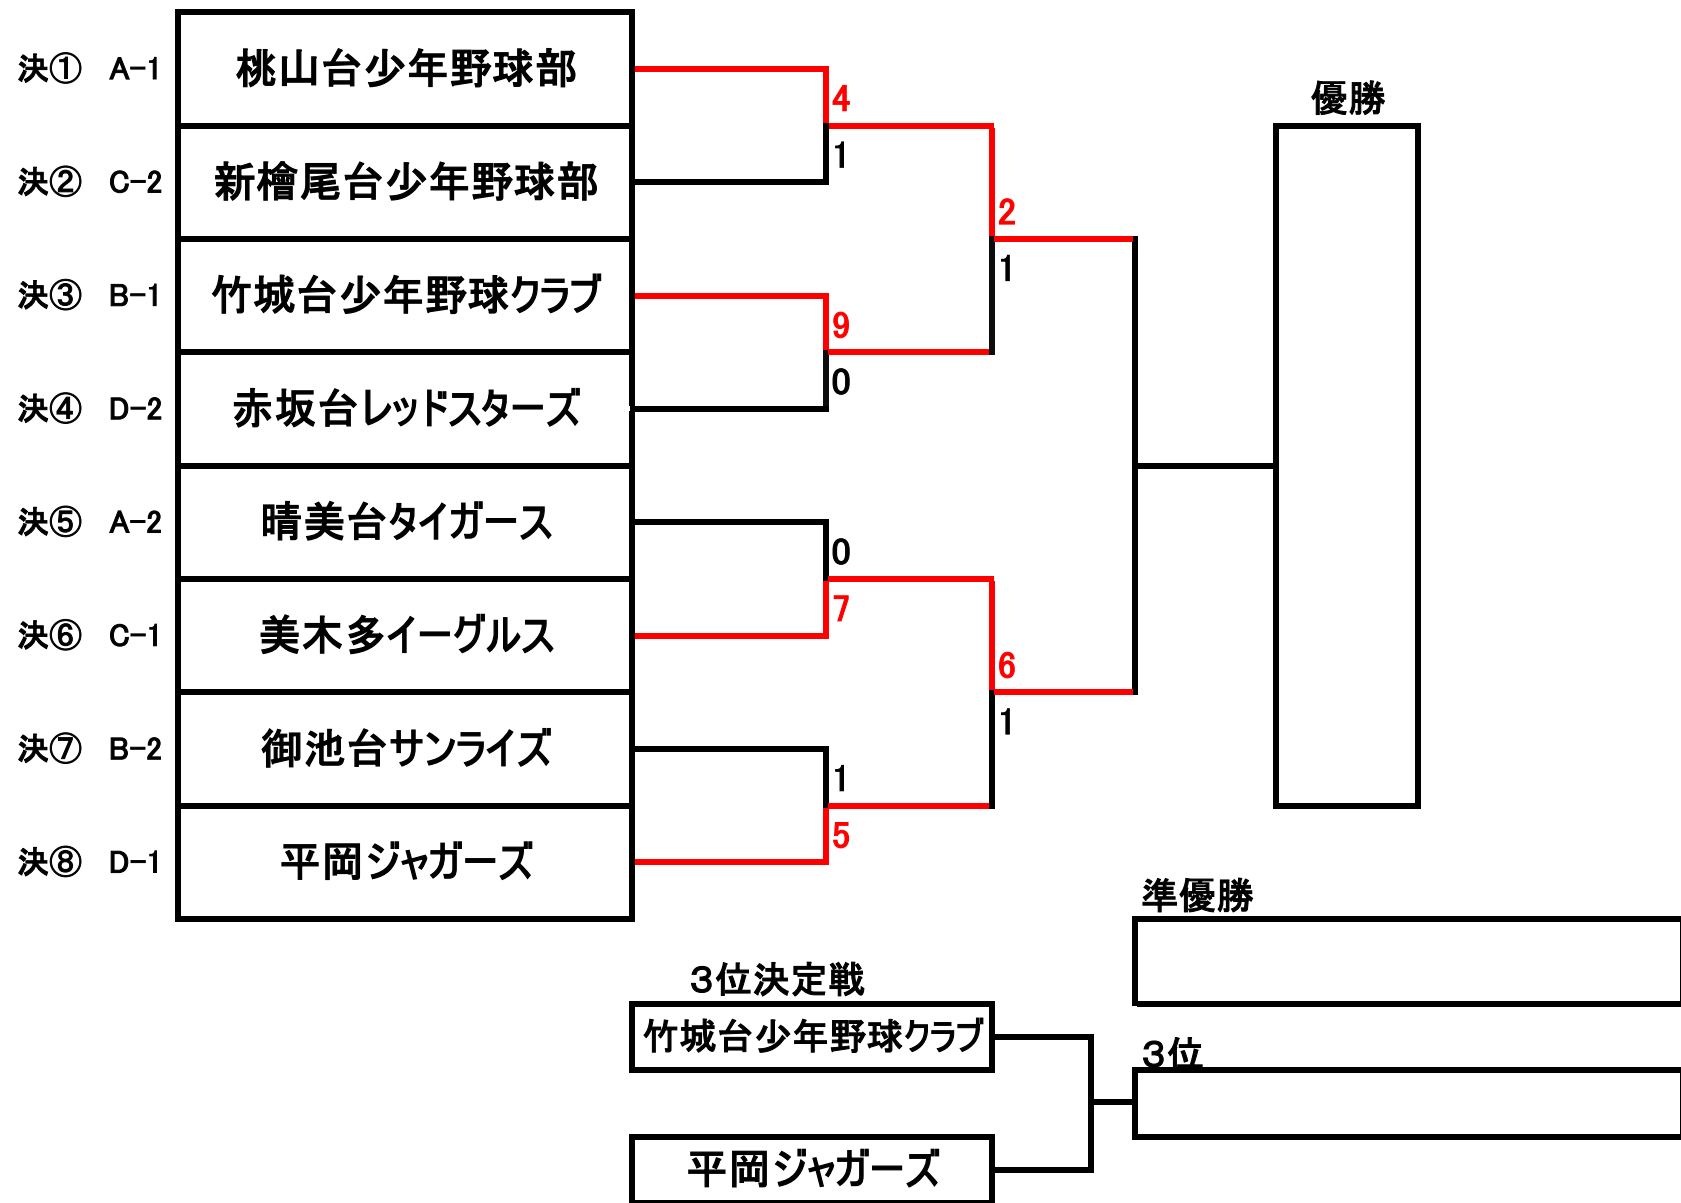 決① A-1 桃山台少年野球部
4
優勝
1
決② C-2 新檜尾台少年野球部
2
1
決③ B-1 竹城台少年野球クラブ
9
0
決④ D-2 赤坂台レッドスターズ
決⑤ A-2 晴美台タイガース
0
7
決⑥ C-1 美木多イーグルス
6
1
決⑦ B-2 御池台サンライズ
1
5
決⑧ D-1 平岡ジャガーズ
準優勝
3位決定戦
竹城台少年野球クラブ
3位
平岡ジャガーズ